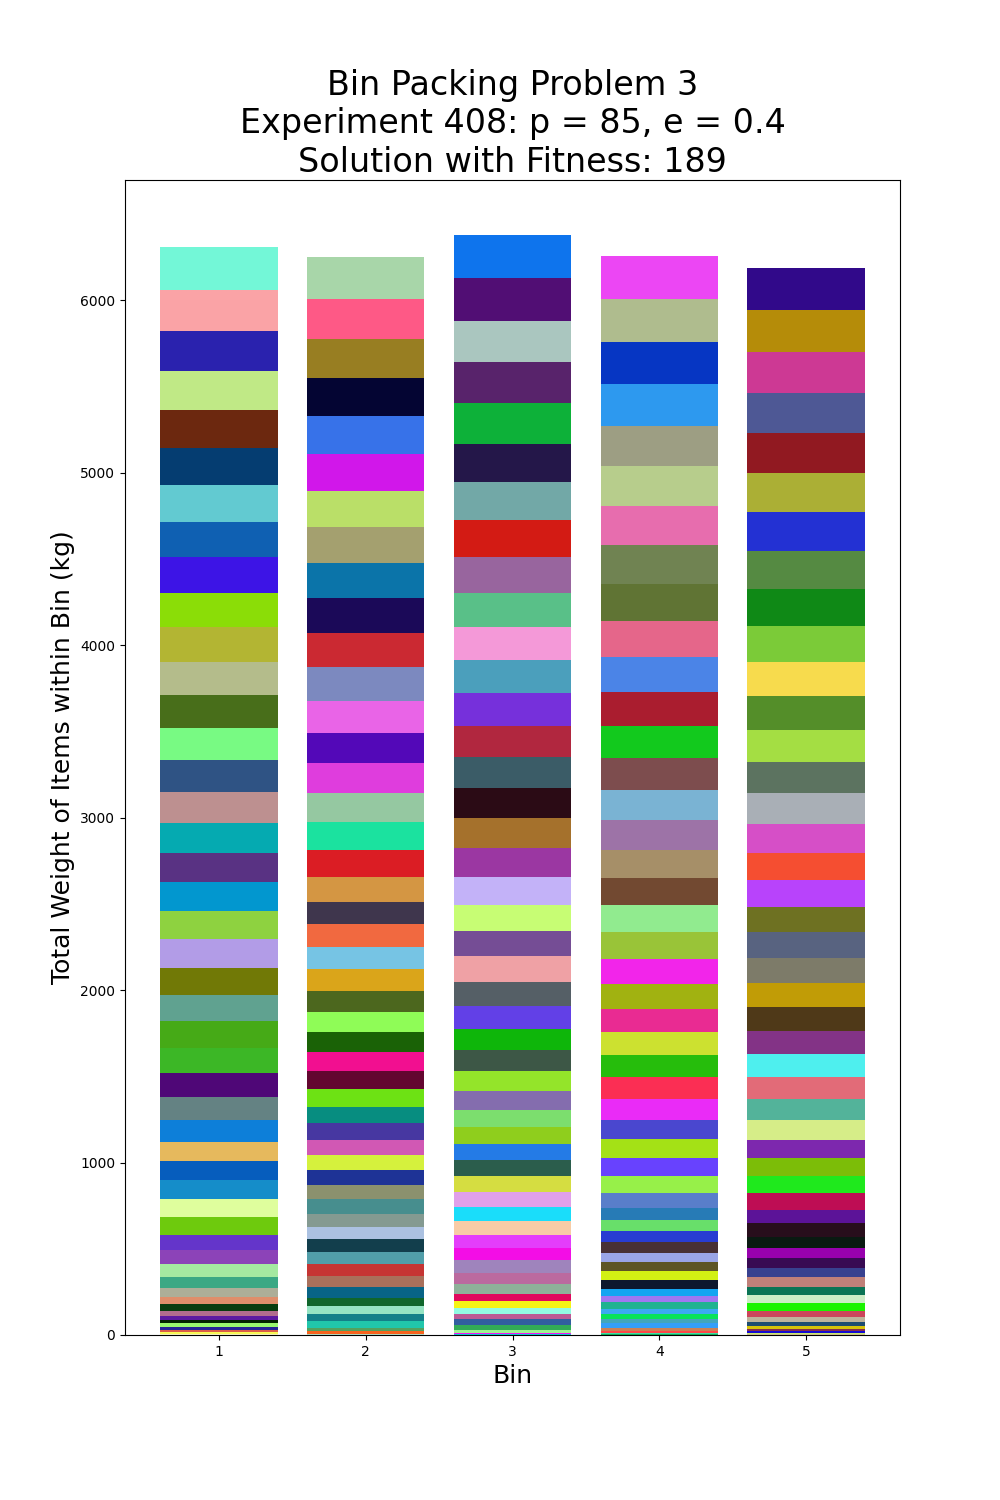 Bin Packing Problem 3
Experiment 408: p = 85, e = 0.4
Solution with Fitness: 189
Total Weight of Items within Bin (kg)
6000
5000
4000
3000
2000
1000
0
1 2 3 4 5
Bin